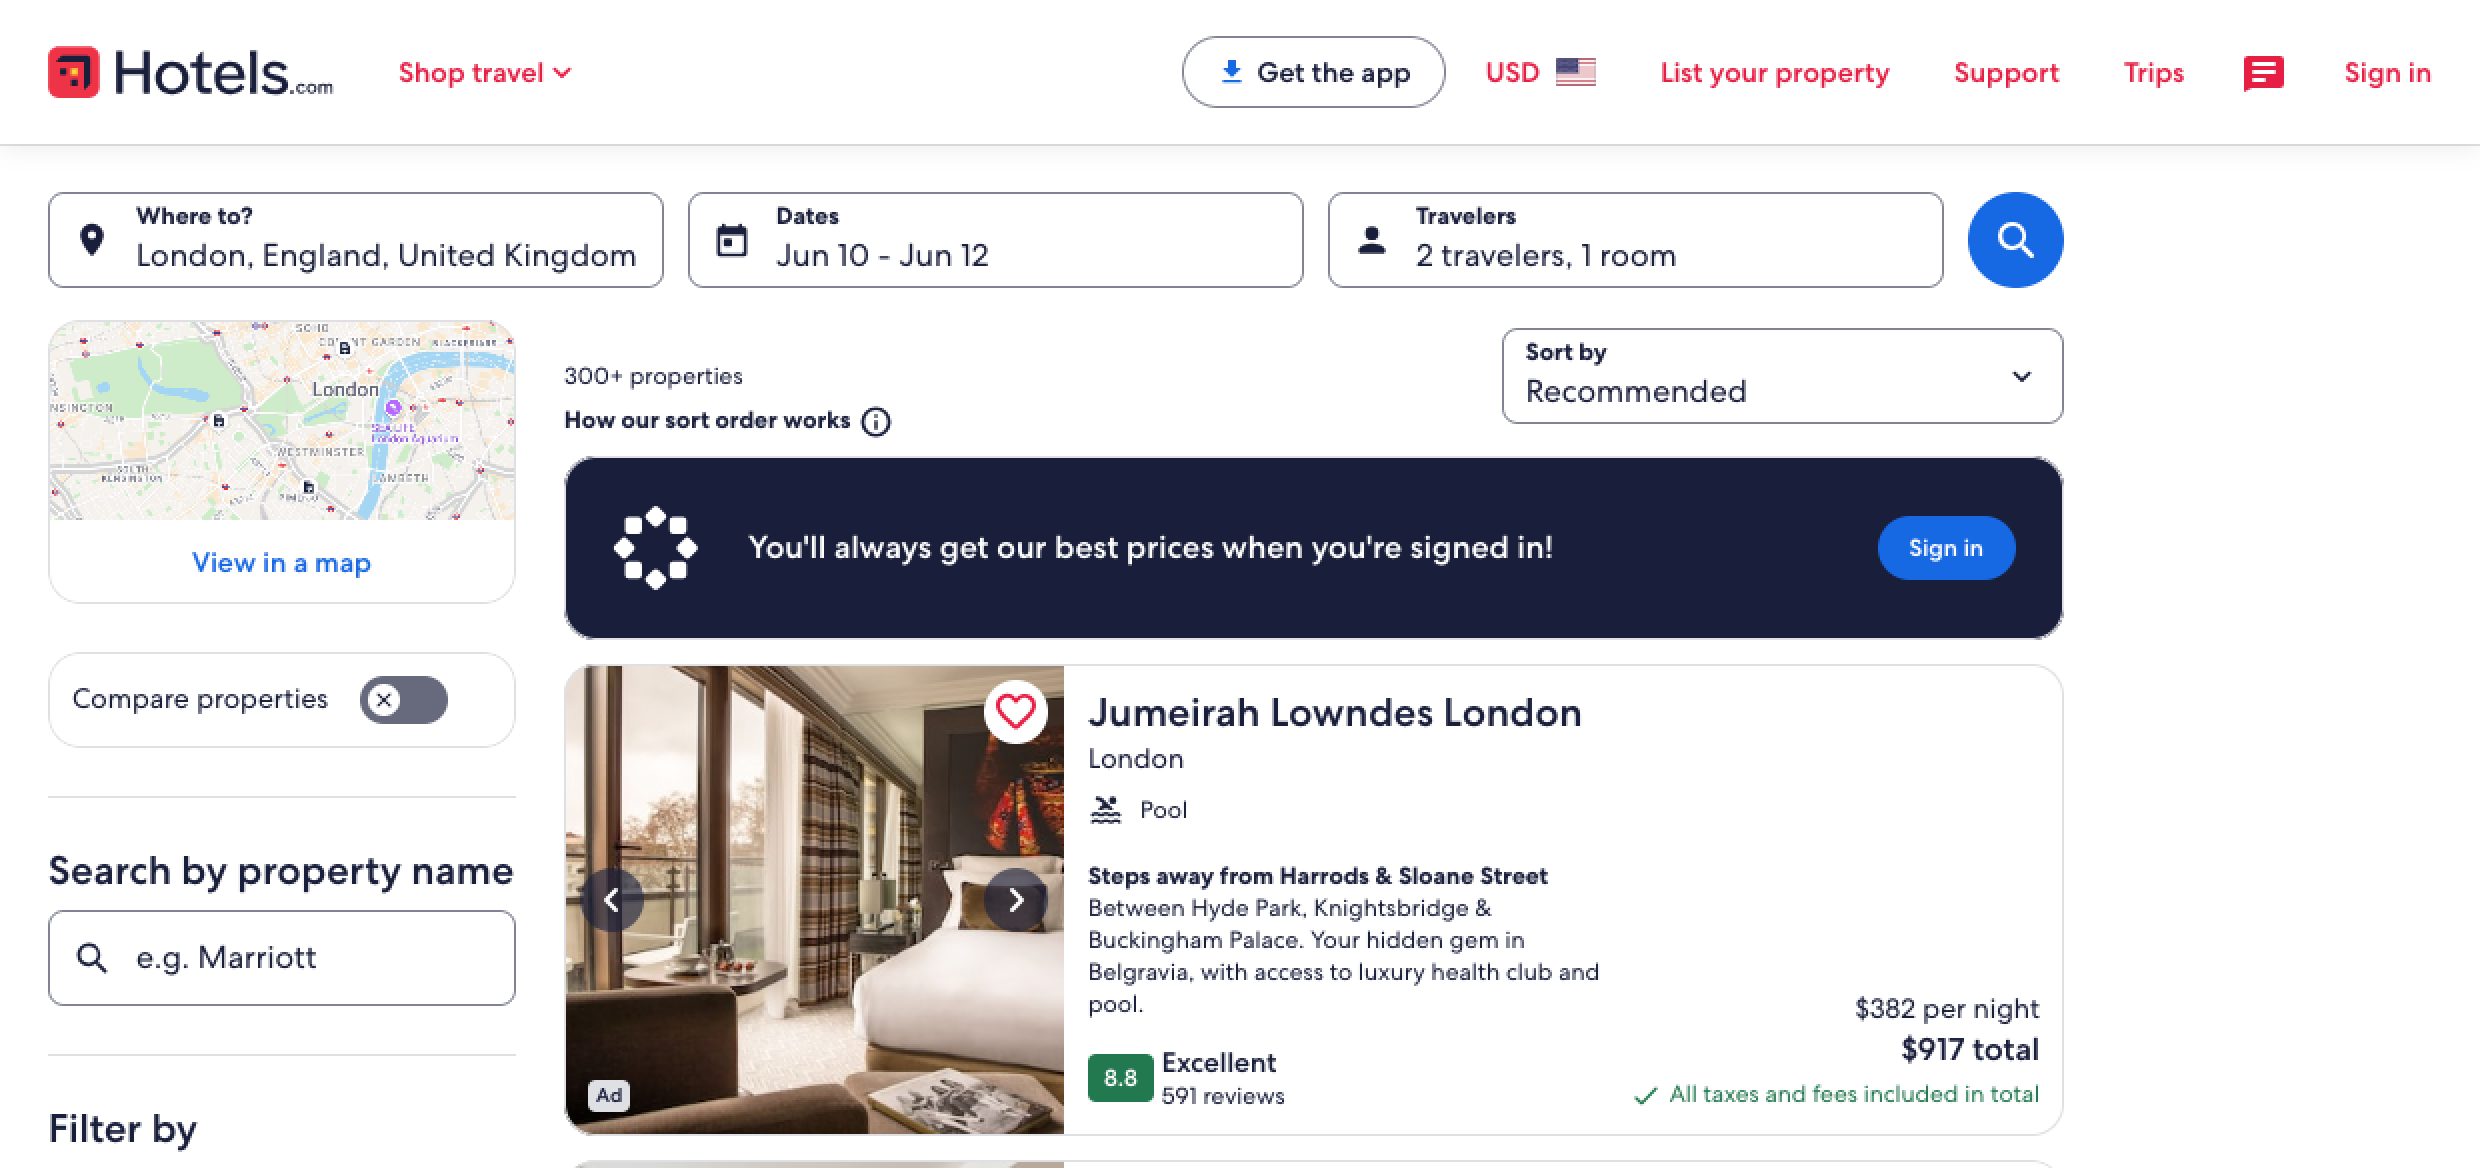 Hotels.com
Shop travel
Get the app
USD
List your property
Support
Trips
Sign in
Where to?
London, England, United Kingdom
Dates
Jun 10 - Jun 12
Travelers
2 travelers, 1 room
SOHO
GARDEN
London
SEA LIFE
London Aquarium
WESTMINSTER
SOUTH
KENSINGTON
LAMBETH
View in a map
300+ properties
How our sort order works
Sort by
Recommended
You'll always get our best prices when you're signed in!
Sign in
Compare properties
Search by property name
e.g. Marriott
Filter by
Ad
Jumeirah Lowndes London
London
Pool
Steps away from Harrods & Sloane Street
Between Hyde Park, Knightsbridge &
Buckingham Palace. Your hidden gem in
Belgravia, with access to luxury health club and
pool.
8.8
Excellent
591 reviews
$382 per night
$917 total
All taxes and fees included in total